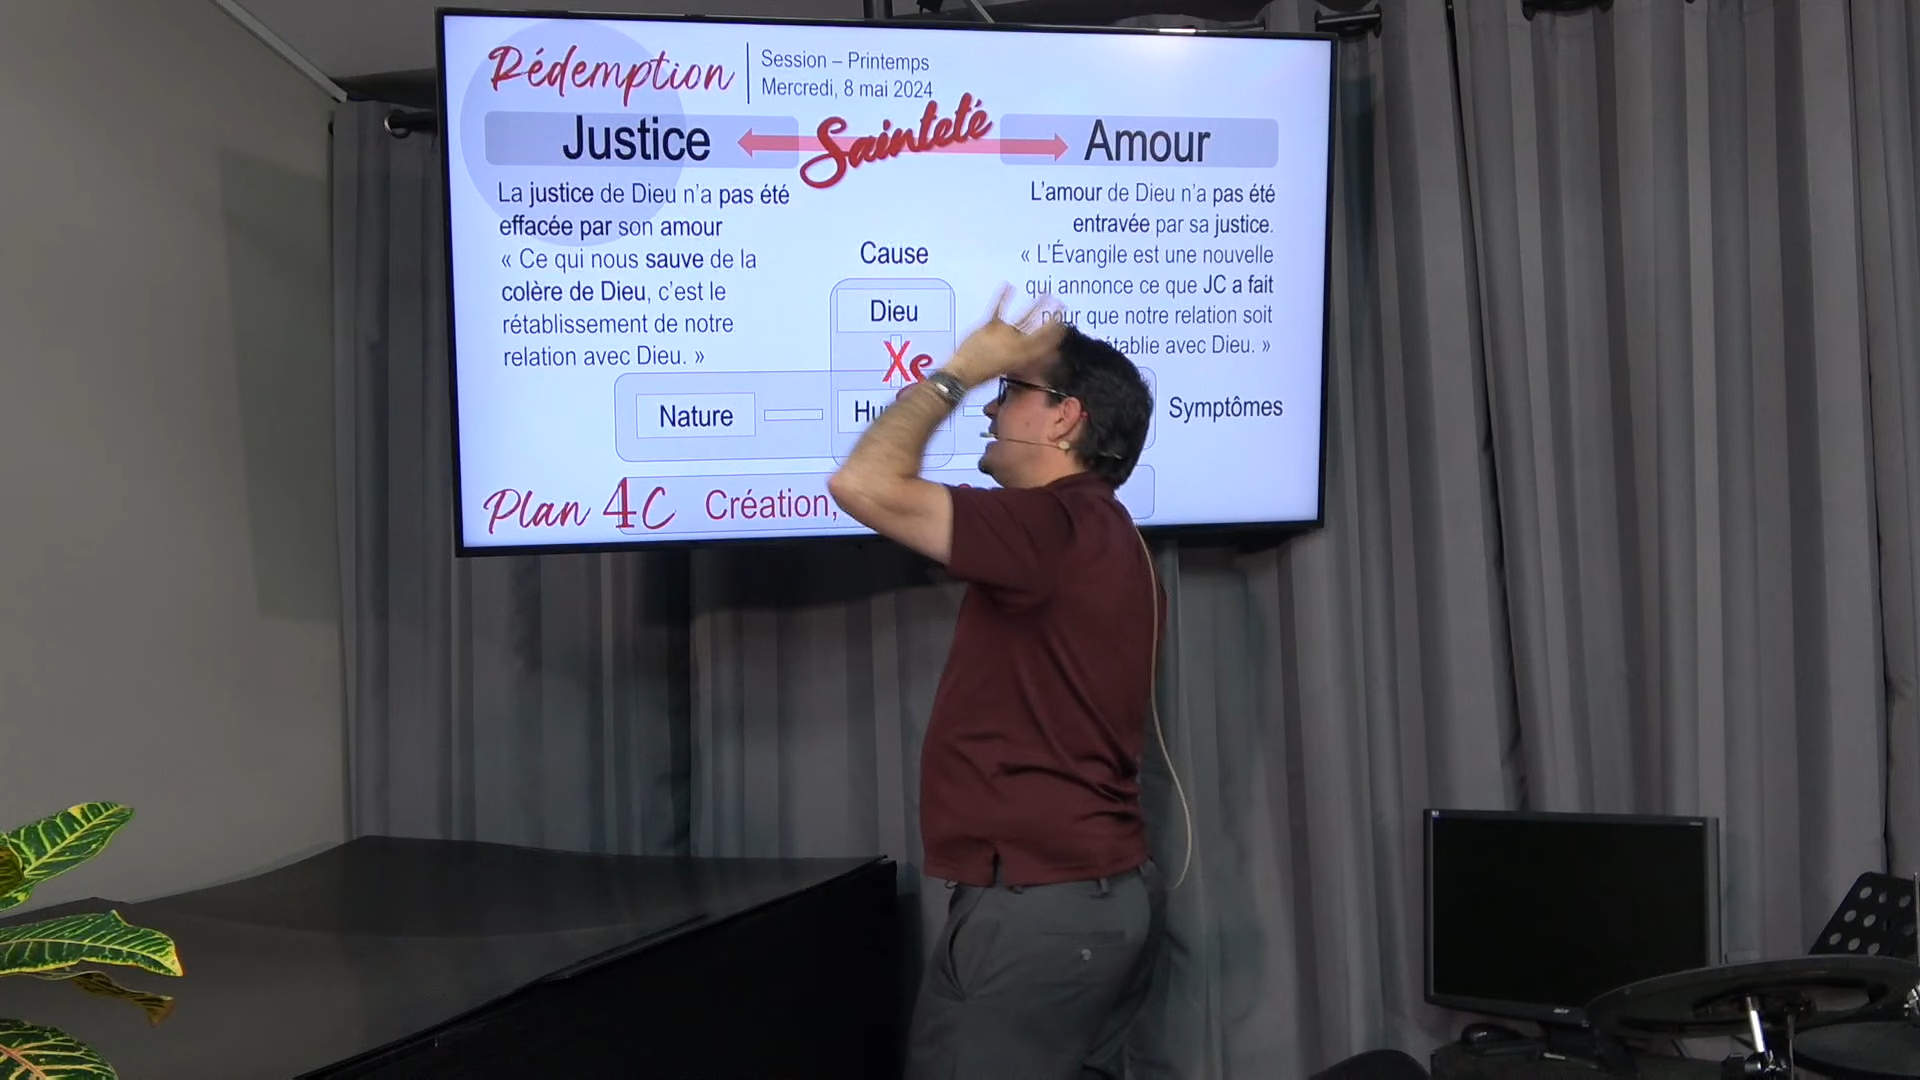 Rédemption
Session – Printemps
Mercredi, 8 mai 2024
Justice
Sainteté
Amour
La justice de Dieu n'a pas été
effacée par son amour
« Ce qui nous sauve de la
colère de Dieu, c'est le
rétablissement de notre
relation avec Dieu. »
L'amour de Dieu n'a pas été
entravée par sa justice.
« L'Évangile est une nouvelle
qui annonce ce que JC a fait
pour que notre relation soit
établie avec Dieu. »
Cause
Dieu
X
Nature
Symptômes
Plan 4C
Création,